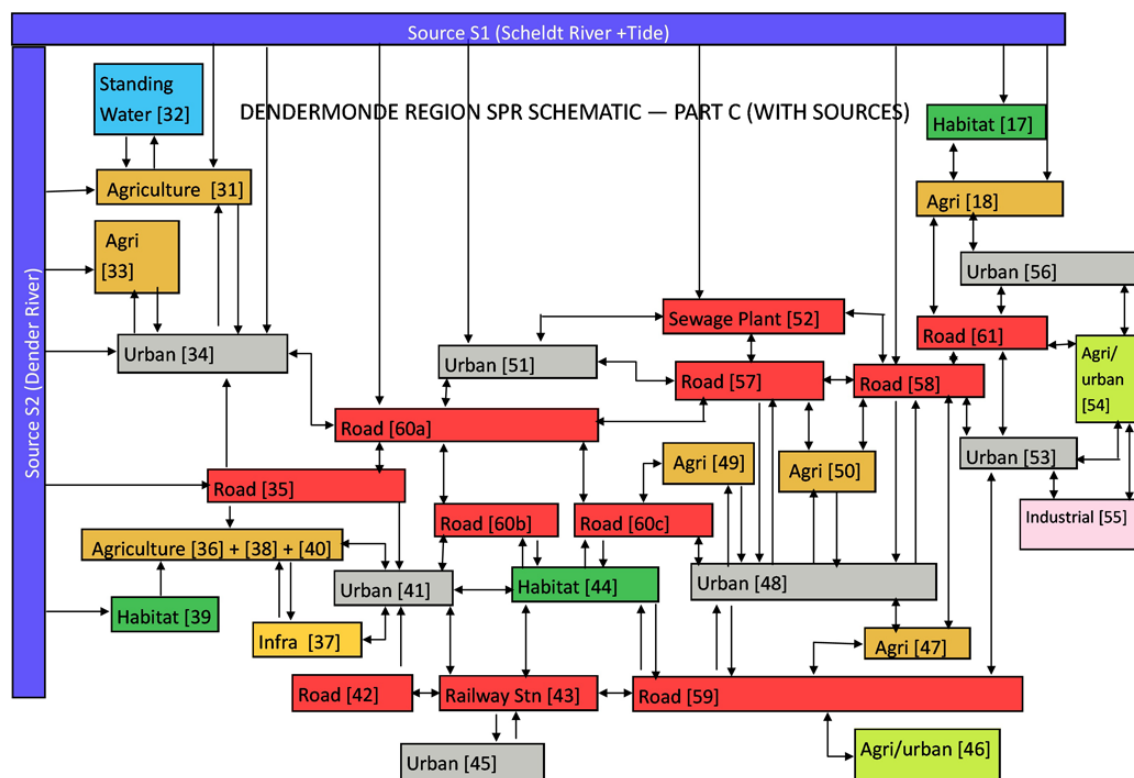 Source S1 (Scheldt River +Tide)
Source S2 (Dender River)
DENDERMONDE REGION SPR SCHEMATIC — PART C (WITH SOURCES)
Standing
Water [32]
Habitat [17]
Agriculture  [31]
Agri [18]
Agri
[33]
Urban [56]
Sewage Plant [52]
Road [61]
Urban [34]
Urban [51]
Agri/
urban
[54]
Road [57]
Road [58]
Road [60a]
Agri [49]
Agri [50]
Urban [53]
Road [35]
Road [60b]
Road [60c]
Industrial [55]
Agriculture [36] + [38] + [40]
Urban [41]
Habitat [44]
Urban [48]
Habitat [39
Infra  [37]
Agri [47]
Road [42]
Railway Stn [43]
Road [59]
Urban [45]
Agri/urban [46]